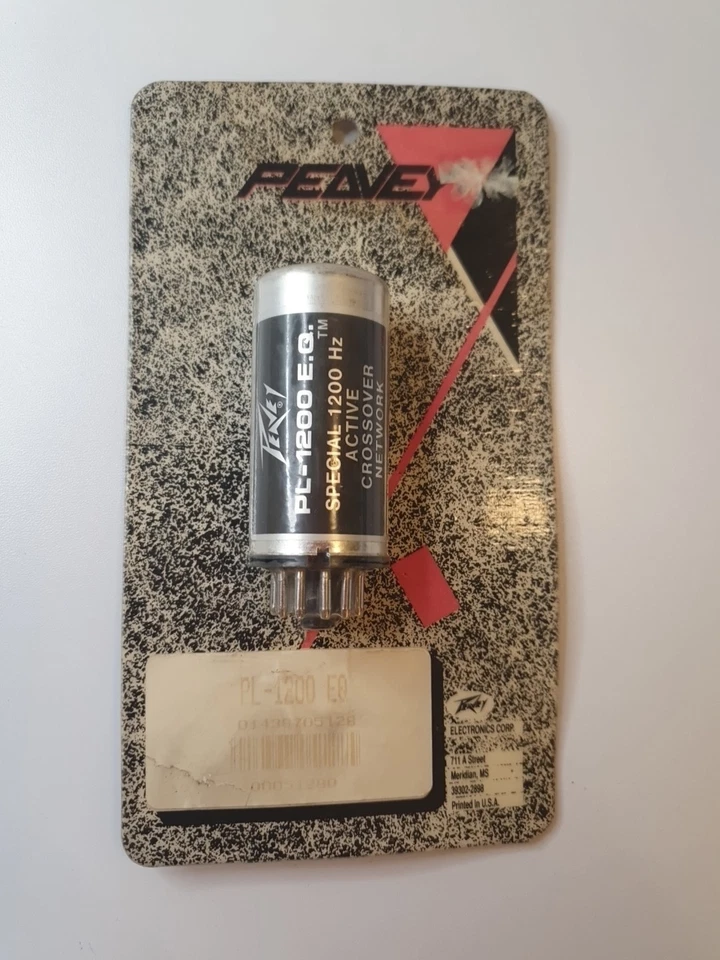 PEAVEY
PEAVEY®
PL-1200 E.Q.™
SPECIAL 1200 Hz
ACTIVE
CROSSOVER
NETWORK
PL-1200 EQ
PEAVEY
ELECTRONICS CORP.
711 A Street
Meridian, MS
39302-2898
Printed in U.S.A.